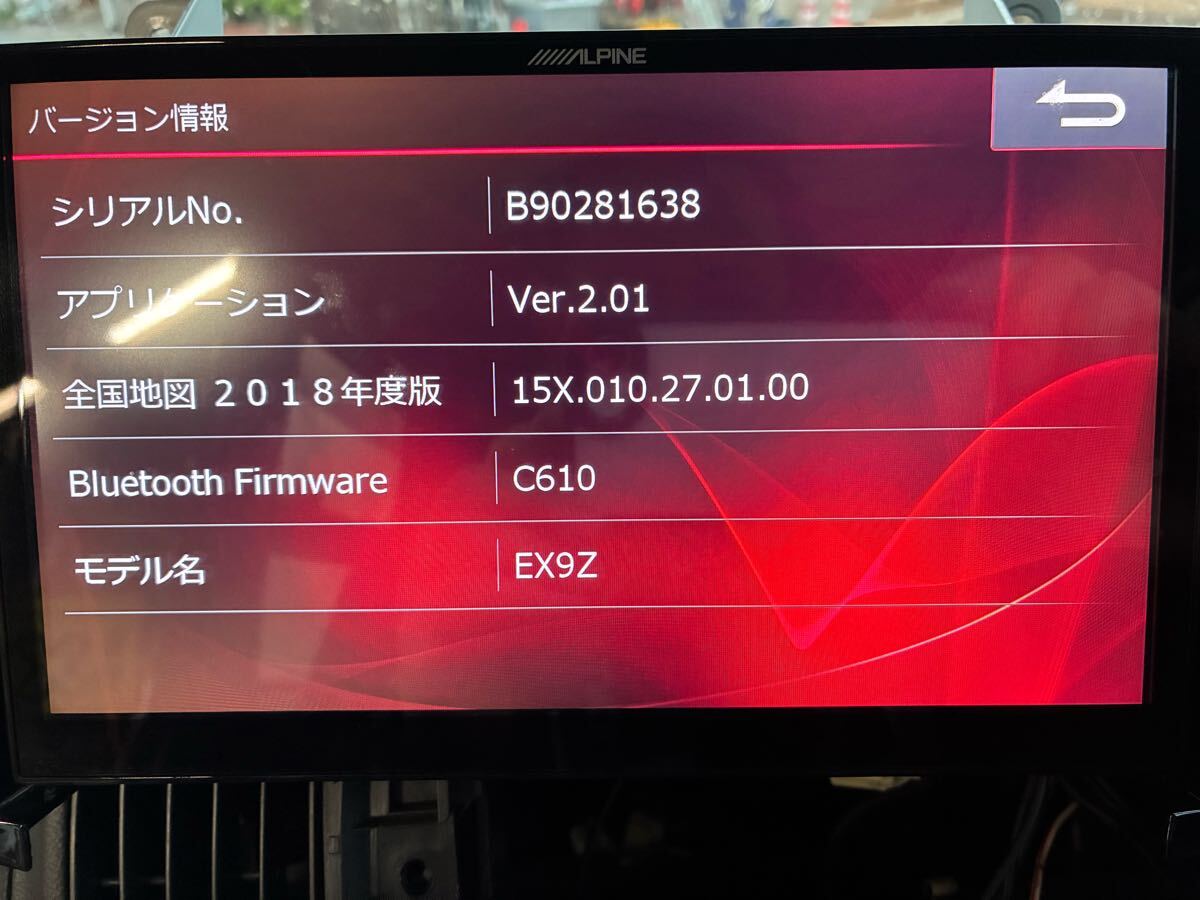 ALPINE
バージョン情報
シリアルNo. B90281638
アプリケーション Ver.2.01
全国地図 ２０１８年度版 15X.010.27.01.00
Bluetooth Firmware C610
モデル名 EX9Z